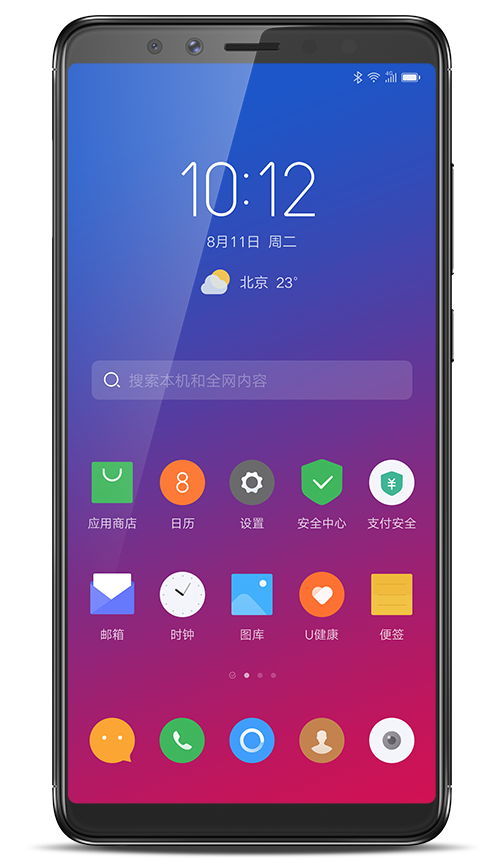 4G
10:12
8月11日 周二
北京 23°
搜索本机和全网内容
8
¥
应用商店 日历 设置 安全中心 支付安全
邮箱 时钟 图库 U健康 便签